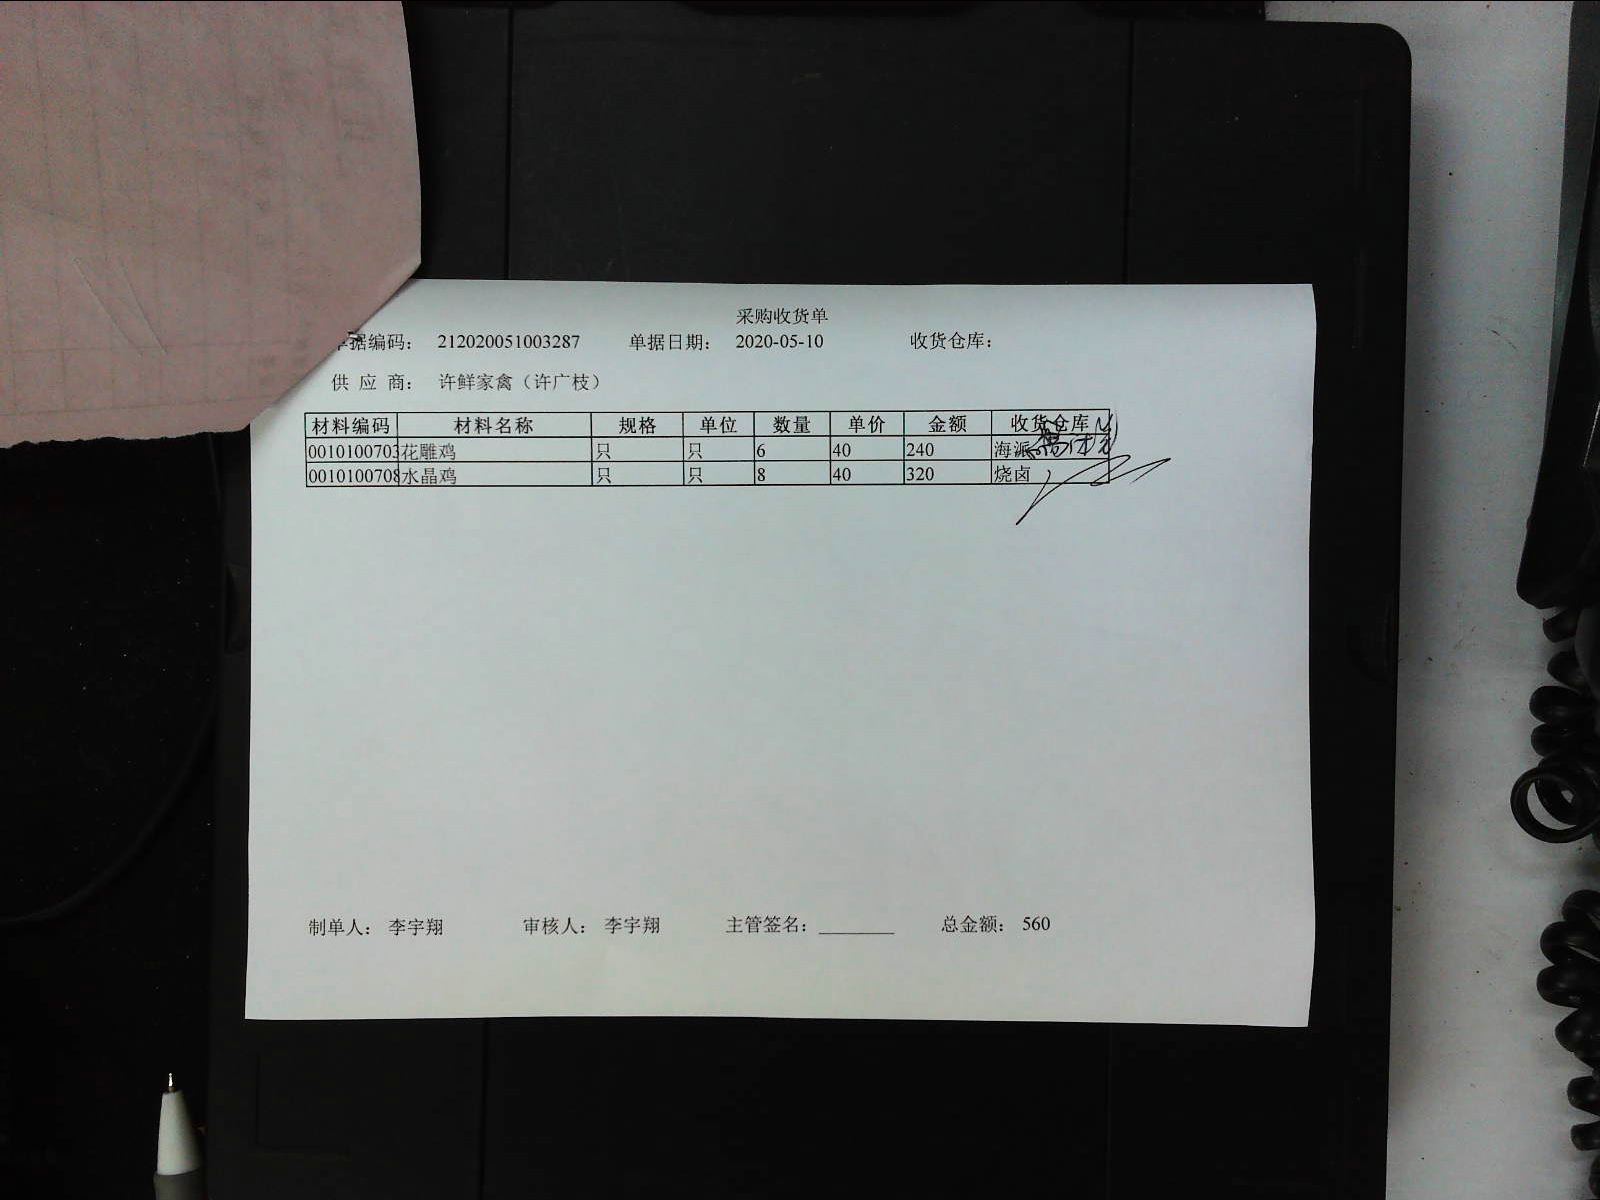 采购收货单
单据编码： 212020051003287 单据日期： 2020-05-10 收货仓库：
供 应 商： 许鲜家禽（许广枝）
材料编码 材料名称 规格 单位 数量 单价 金额 收货仓库
0010100703 花雕鸡 只 只 6 40 240 海派
0010100708 水晶鸡 只 只 8 40 320 烧卤
制单人： 李宇翔 审核人： 李宇翔 主管签名：________ 总金额： 560